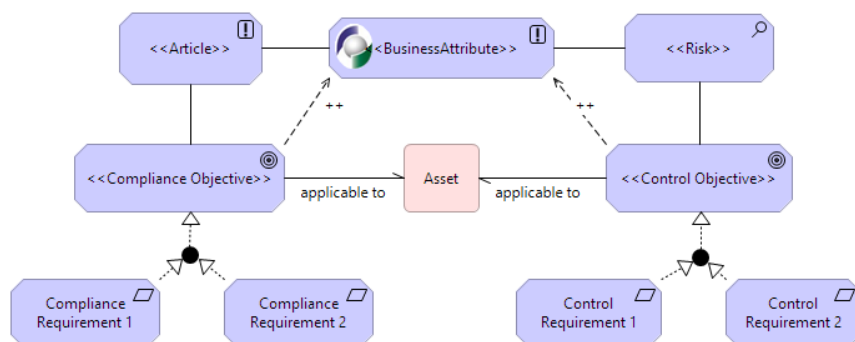 <<Article>>
<BusinessAttribute>>
<<Risk>>
++
++
<<Compliance Objective>>
applicable to
Asset
applicable to
<<Control Objective>>
Compliance
Requirement 1
Compliance
Requirement 2
Control
Requirement 1
Control
Requirement 2